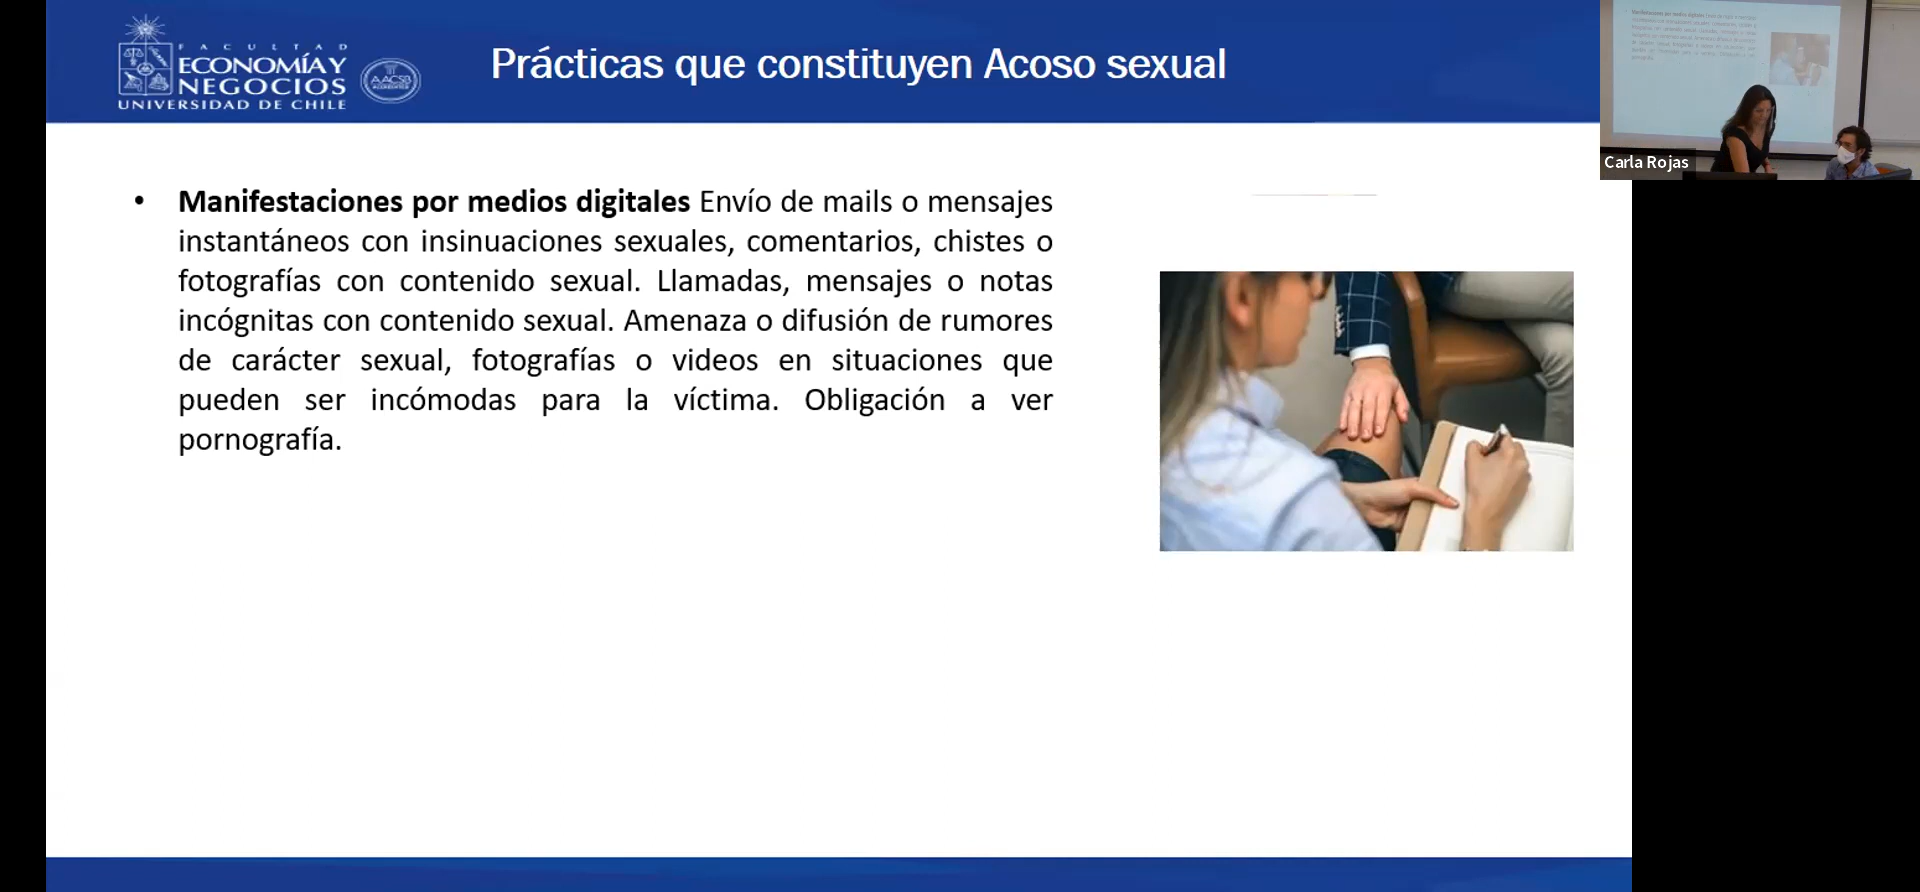 FACULTAD
ECONOMÍA Y
NEGOCIOS
UNIVERSIDAD DE CHILE
AACSB
ACCREDITED
Prácticas que constituyen Acoso sexual
Carla Rojas
• Manifestaciones por medios digitales Envío de mails o mensajes
instantáneos con insinuaciones sexuales, comentarios, chistes o
fotografías con contenido sexual. Llamadas, mensajes o notas
incógnitas con contenido sexual. Amenaza o difusión de rumores
de carácter sexual, fotografías o videos en situaciones que
pueden ser incómodas para la víctima. Obligación a ver
pornografía.